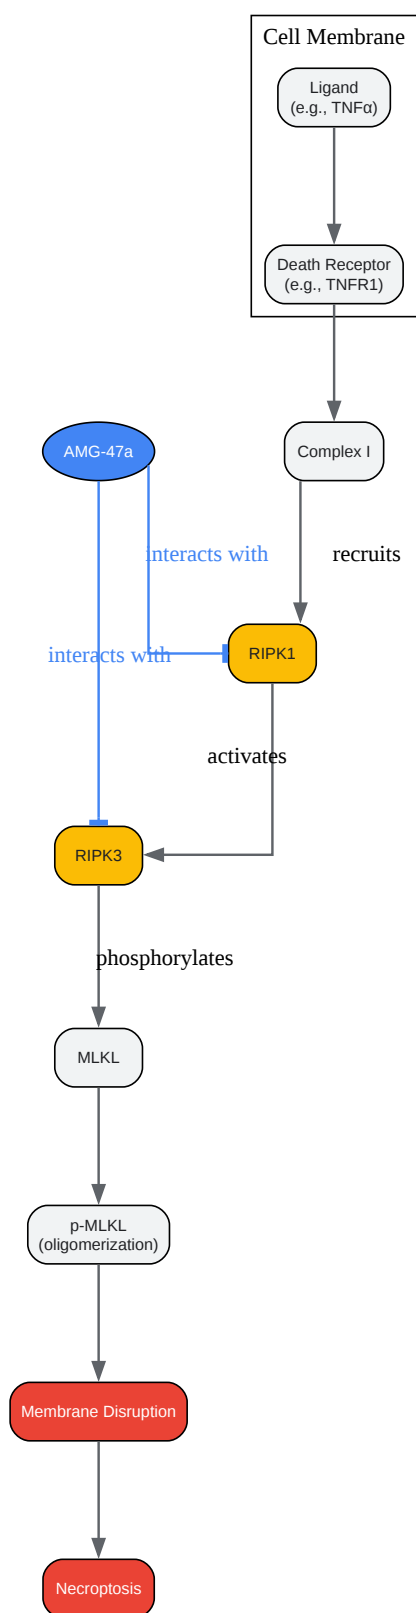 Cell Membrane
Ligand
(e.g., TNFα)
Death Receptor
(e.g., TNFR1)
AMG-47a
Complex I
interacts with
recruits
RIPK1
interacts with
activates
RIPK3
phosphorylates
MLKL
p-MLKL
(oligomerization)
Membrane Disruption
Necroptosis